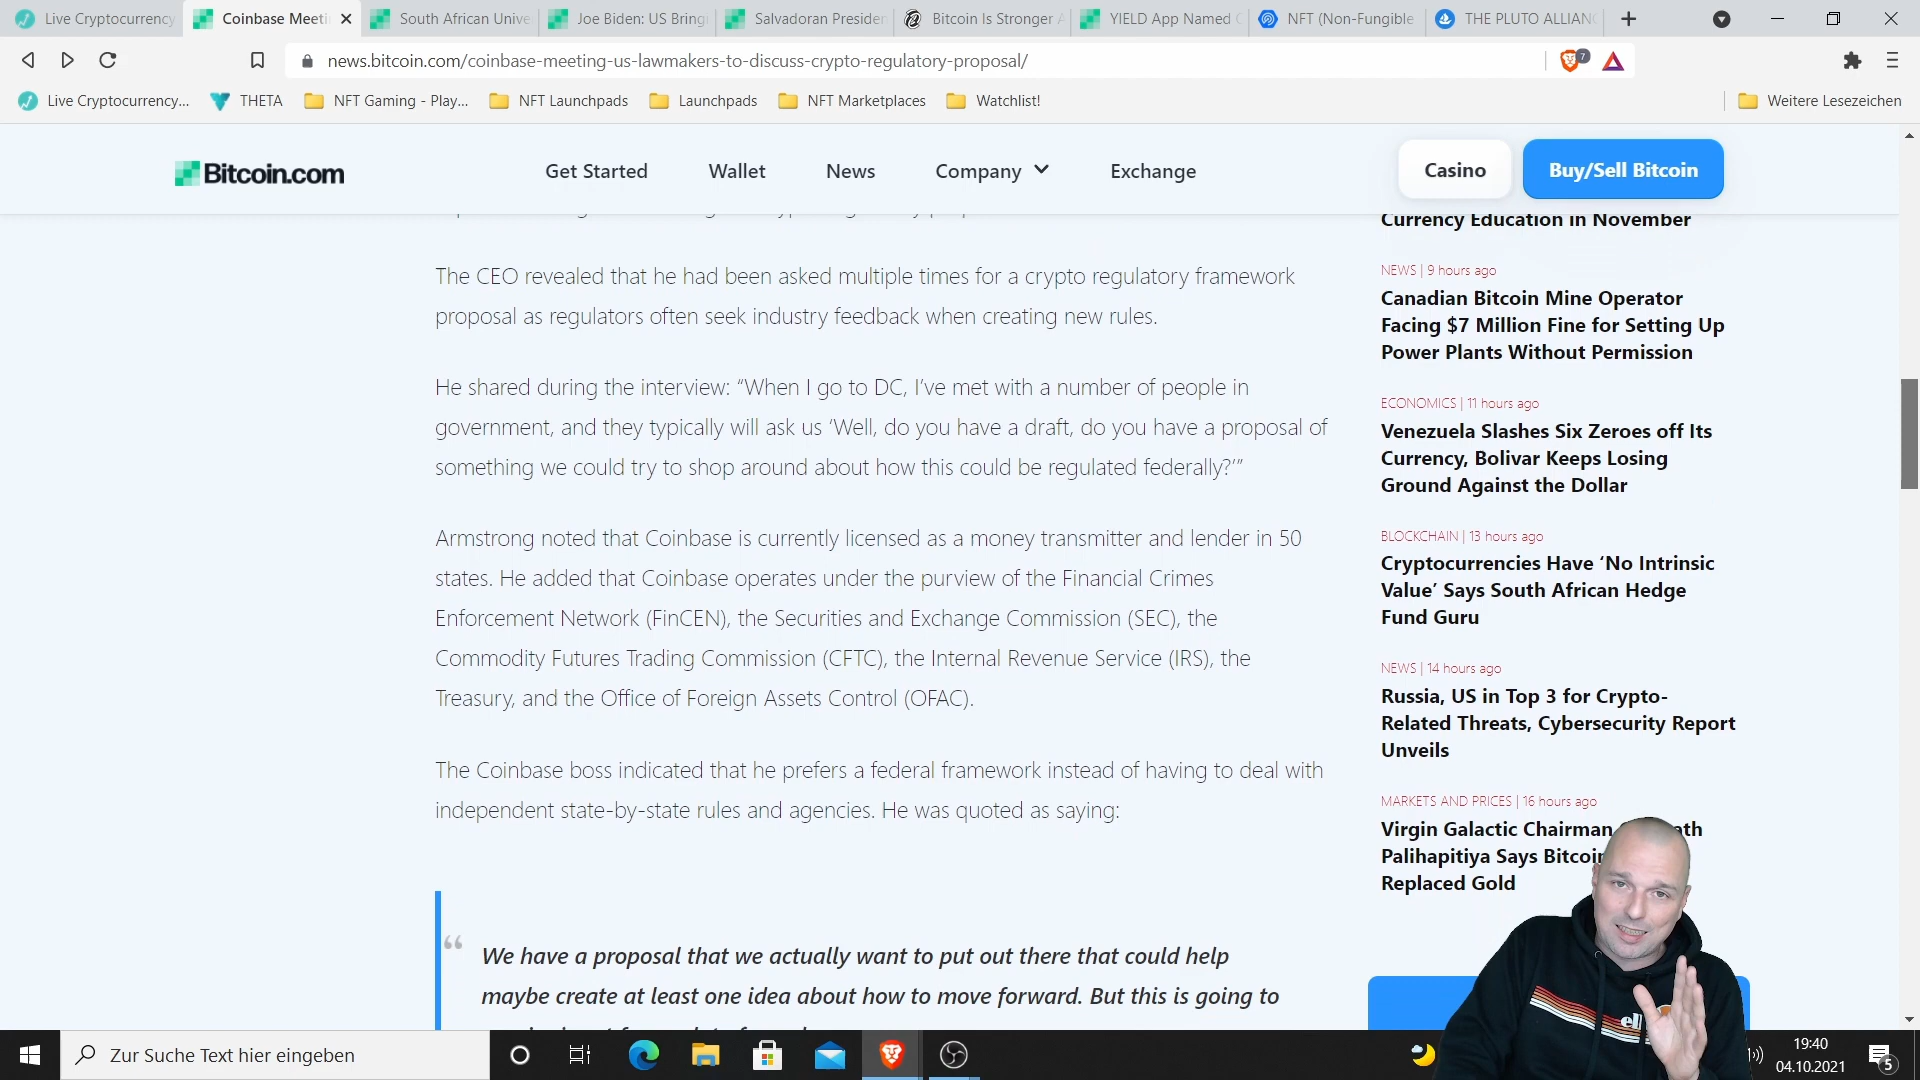 Live Cryptocurrency
Coinbase Meeti
South African Unive
Joe Biden: US Bring
Salvadoran Presiden
Bitcoin Is Stronger A
YIELD App Named C
NFT (Non-Fungible
THE PLUTO ALLIANC
news.bitcoin.com/coinbase-meeting-us-lawmakers-to-discuss-crypto-regulatory-proposal/
7
Live Cryptocurrency...
THETA
NFT Gaming - Play...
NFT Launchpads
Launchpads
NFT Marketplaces
Watchlist!
Weitere Lesezeichen
Bitcoin.com
Get Started
Wallet
News
Company
Exchange
Casino
Buy/Sell Bitcoin
The CEO revealed that he had been asked multiple times for a crypto regulatory framework
proposal as regulators often seek industry feedback when creating new rules.
He shared during the interview: “When I go to DC, I’ve met with a number of people in
government, and they typically will ask us ‘Well, do you have a draft, do you have a proposal of
something we could try to shop around about how this could be regulated federally?’”
Armstrong noted that Coinbase is currently licensed as a money transmitter and lender in 50
states. He added that Coinbase operates under the purview of the Financial Crimes
Enforcement Network (FinCEN), the Securities and Exchange Commission (SEC), the
Commodity Futures Trading Commission (CFTC), the Internal Revenue Service (IRS), the
Treasury, and the Office of Foreign Assets Control (OFAC).
The Coinbase boss indicated that he prefers a federal framework instead of having to deal with
independent state-by-state rules and agencies. He was quoted as saying:
“
We have a proposal that we actually want to put out there that could help
maybe create at least one idea about how to move forward. But this is going to
Currency Education in November
NEWS | 9 hours ago
Canadian Bitcoin Mine Operator
Facing $7 Million Fine for Setting Up
Power Plants Without Permission
ECONOMICS | 11 hours ago
Venezuela Slashes Six Zeroes off Its
Currency, Bolivar Keeps Losing
Ground Against the Dollar
BLOCKCHAIN | 13 hours ago
Cryptocurrencies Have ‘No Intrinsic
Value’ Says South African Hedge
Fund Guru
NEWS | 14 hours ago
Russia, US in Top 3 for Crypto-
Related Threats, Cybersecurity Report
Unveils
MARKETS AND PRICES | 16 hours ago
Virgin Galactic Chairman
Palihapitiya Says Bitcoin
Replaced Gold
Zur Suche Text hier eingeben
19:40
04.10.2021
5